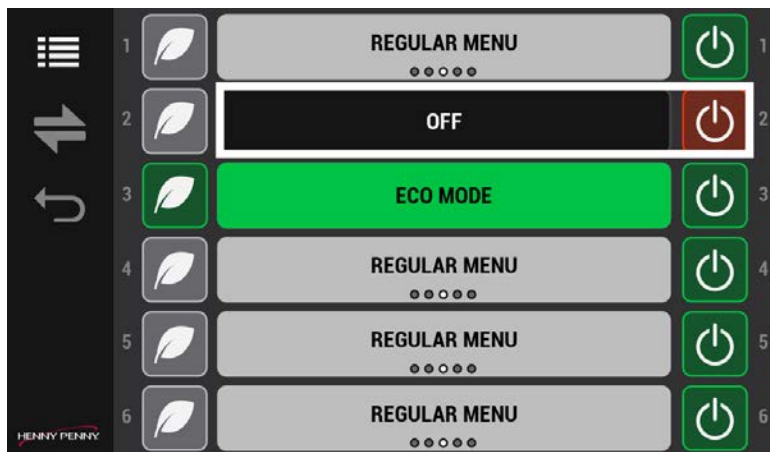 1 REGULAR MENU 1
2 OFF 2
3 ECO MODE 3
4 REGULAR MENU 4
5 REGULAR MENU 5
6 REGULAR MENU 6
HENNY PENNY